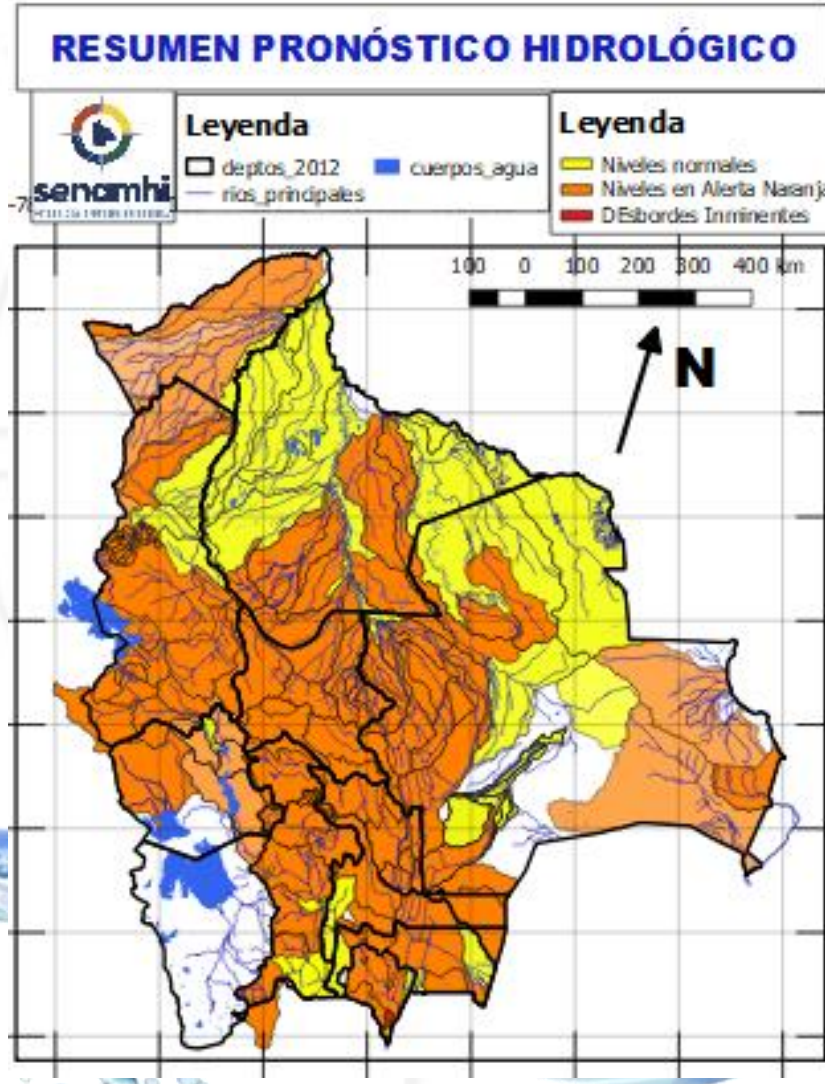 RESUMEN PRONÓSTICO HIDROLÓGICO
senamhi
Leyenda
deptos_2012
cuerpos_agua
rios_principales
Leyenda
Niveles normales
Niveles en Alerta Naranja
DEsbordes Inminentes
100 0 100 200 300 400 km
N